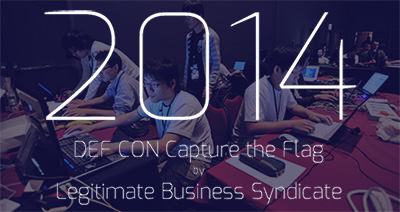 2014
DEF CON Capture the Flag
by
Legitimate Business Syndicate